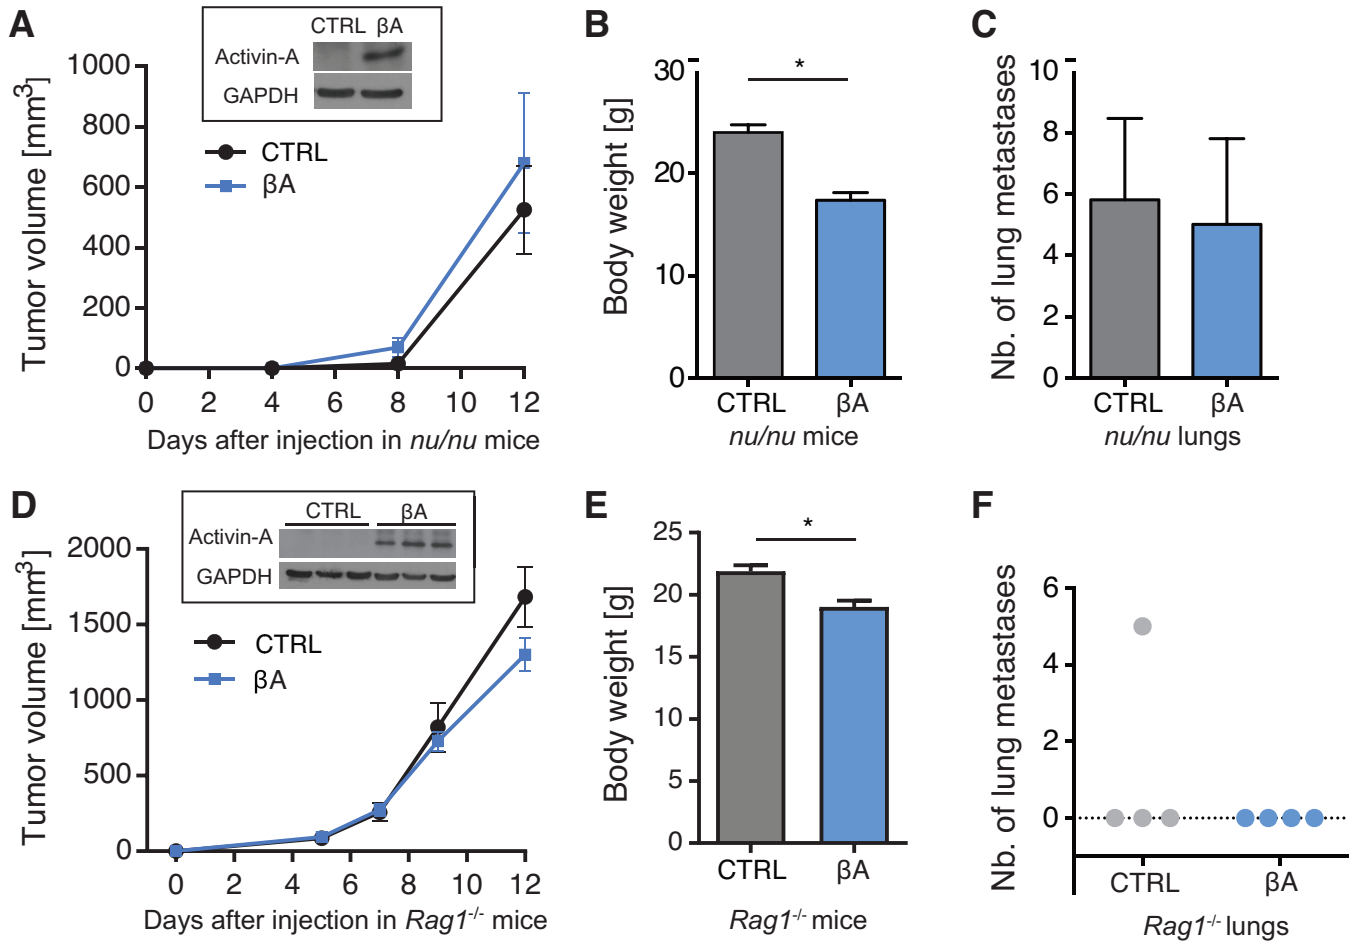 A
CTRL βA
Activin-A
GAPDH
Tumor volume [mm³]
1000
800
600
400
200
0
CTRL
βA
0 2 4 6 8 10 12
Days after injection in nu/nu mice
B
Body weight [g]
30
20
10
0
*
CTRL βA
nu/nu mice
C
Nb. of lung metastases
10
8
6
4
2
0
CTRL βA
nu/nu lungs
D
CTRL βA
Activin-A
GAPDH
Tumor volume [mm³]
2000
1500
1000
500
0
CTRL
βA
0 2 4 6 8 10 12
Days after injection in Rag1-/- mice
E
Body weight [g]
25
20
15
10
5
0
*
CTRL βA
Rag1-/- mice
F
Nb. of lung metastases
6
4
2
0
CTRL βA
Rag1-/- lungs